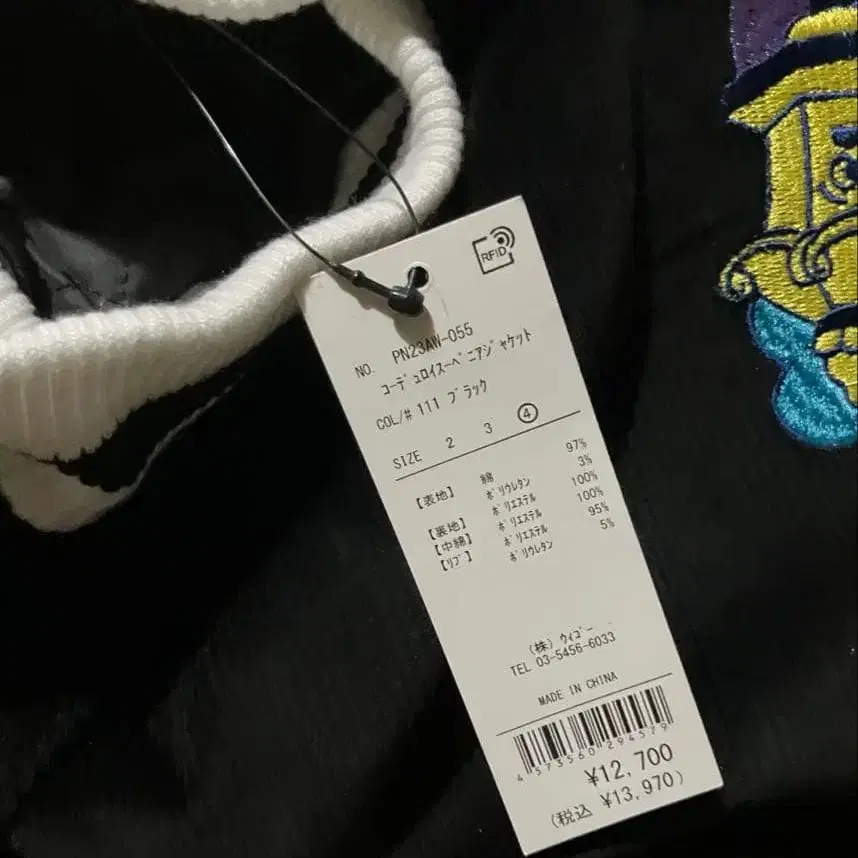 RFID
NO. PN23AW-055
コーデュロイスーベニアジャケット
COL/# 111 ブラック
SIZE 2 3 ④
【表地】 綿 97%
ポリウレタン 3%
【裏地】 ポリエステル 100%
【中綿】 ポリエステル 100%
【リブ】 ポリエステル 95%
ポリウレタン 5%
(株) ウィゴー
TEL 03-5456-6033
MADE IN CHINA
4573560294579
¥12,700
(税込 ¥13,970)